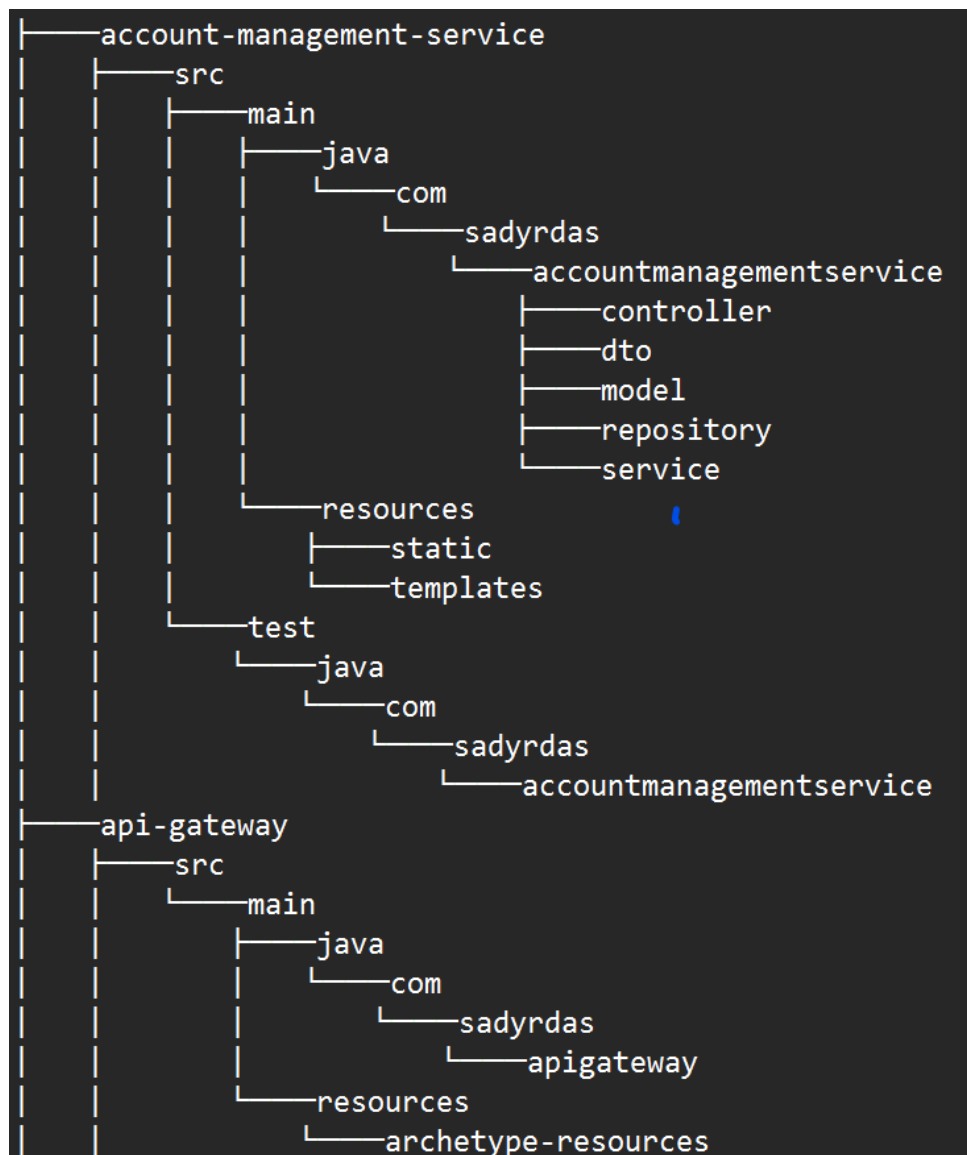 ├────account-management-service
│   ├────src
│   │   ├────main
│   │   │   ├────java
│   │   │   │   └────com
│   │   │   │       └────sadyrdas
│   │   │   │           └────accountmanagementservice
│   │   │   │               ├────controller
│   │   │   │               ├────dto
│   │   │   │               ├────model
│   │   │   │               ├────repository
│   │   │   │               └────service
│   │   │   └────resources
│   │   │       ├────static
│   │   │       └────templates
│   │   └────test
│   │       └────java
│   │           └────com
│   │               └────sadyrdas
│   │                   └────accountmanagementservice
├────api-gateway
│   ├────src
│   │   └────main
│   │       ├────java
│   │       │   └────com
│   │       │       └────sadyrdas
│   │       │           └────apigateway
│   │       └────resources
│   │           └────archetype-resources